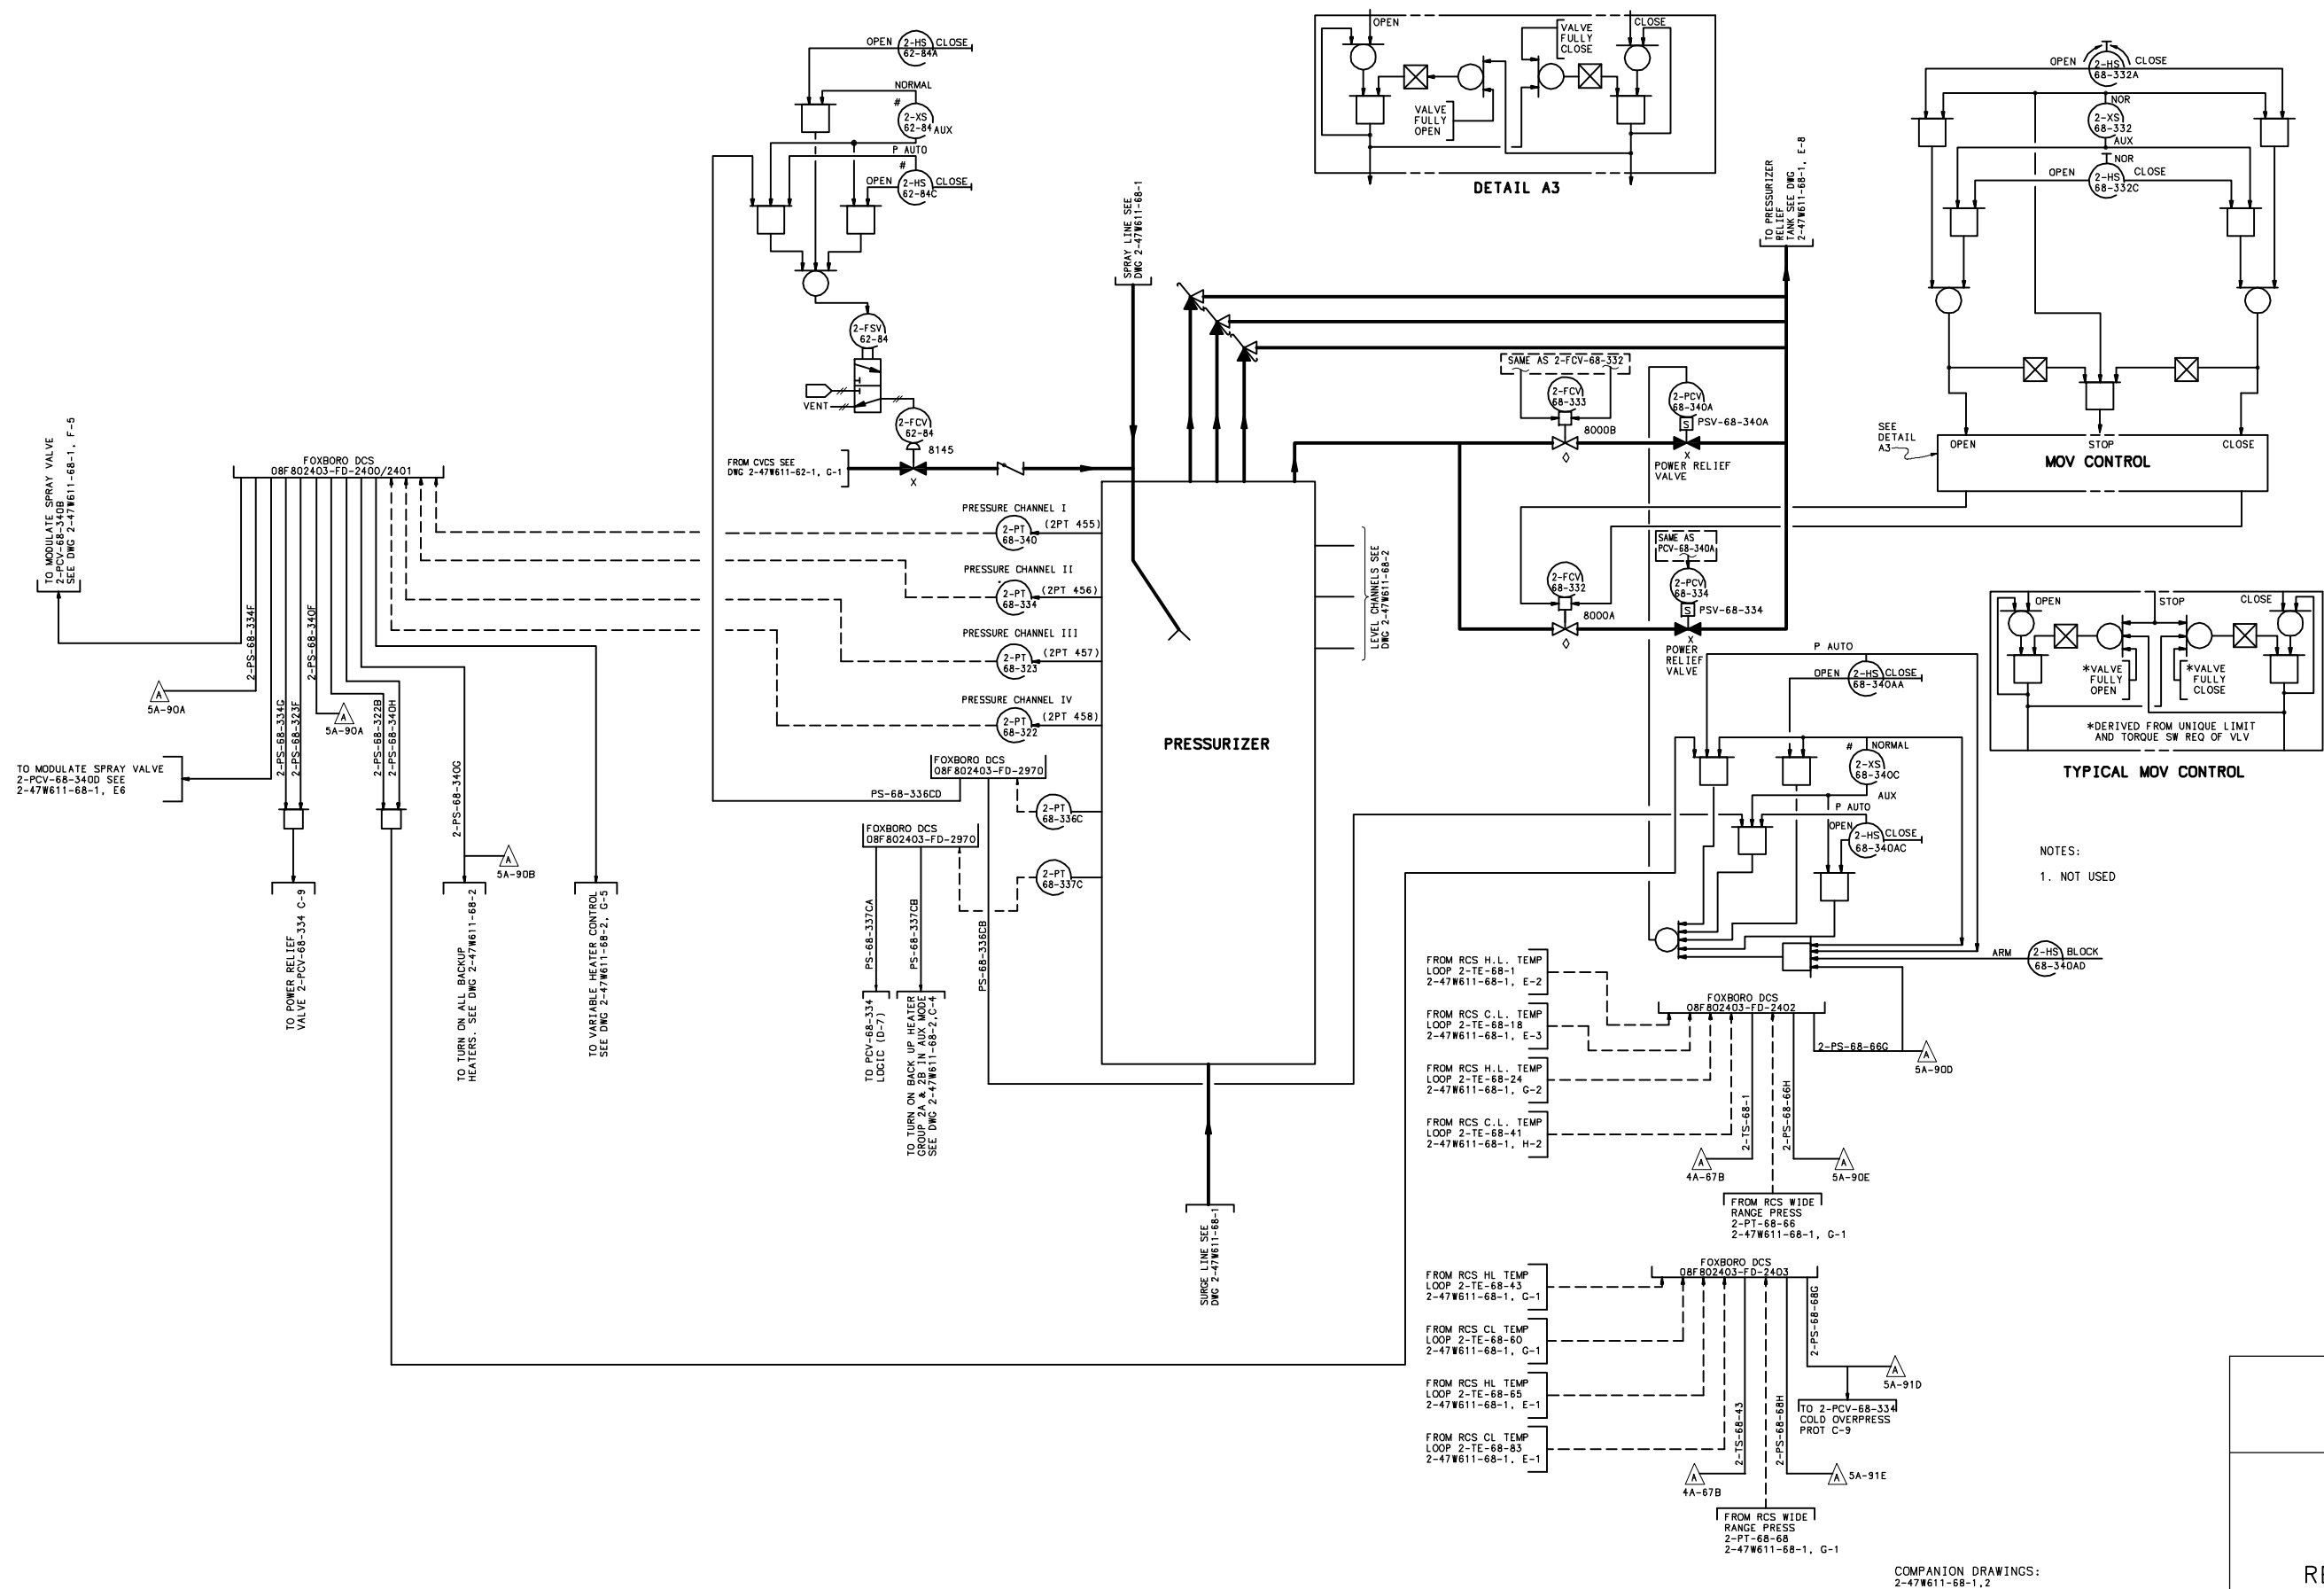 OPEN
2-HS
62-84A
CLOSE
NORMAL
#
2-XS
62-84
AUX
P AUTO
#
OPEN
2-HS
62-84C
CLOSE
2-FSV
62-84
VENT
2-FCV
62-84
8145
FROM CVCS SEE
DWG 2-47W611-62-1, G-1
X
SPRAY LINE SEE
DWG 2-47W611-68-1
OPEN
CLOSE
VALVE
FULLY
CLOSE
VALVE
FULLY
OPEN
DETAIL A3
TO PRESSURIZER
RELIEF
TANK SEE DWG
2-47W611-68-1, E-8
OPEN
2-HS
68-332A
CLOSE
NOR
2-XS
68-332
AUX
NOR
OPEN
2-HS
68-332C
CLOSE
SEE
DETAIL
A3
OPEN
STOP
CLOSE
MOV CONTROL
SAME AS 2-FCV-68-332
2-FCV
68-333
8000B
2-PCV
68-340A
S
PSV-68-340A
X
POWER RELIEF
VALVE
SAME AS
PCV-68-340A
2-FCV
68-332
8000A
2-PCV
68-334
S
PSV-68-334
X
POWER
RELIEF
VALVE
TO MODULATE SPRAY VALVE
2-PCV-68-340B
SEE DWG 2-47W611-68-1, F-5
FOXBORO DCS
08F802403-FD-2400/2401
2-PS-68-334F
A
5A-90A
2-PS-68-334G
2-PS-68-323F
2-PS-68-340F
A
5A-90A
2-PS-68-322B
2-PS-68-340H
2-PS-68-340G
A
5A-90B
TO MODULATE SPRAY VALVE
2-PCV-68-340D SEE
2-47W611-68-1, E6
TO POWER RELIEF
VALVE 2-PCV-68-334 C-9
TO TURN ON ALL BACKUP
HEATERS. SEE DWG 2-47W611-68-2
TO VARIABLE HEATER CONTROL
SEE DWG 2-47W611-68-2, G-5
PRESSURE CHANNEL I
2-PT
68-340
(2PT 455)
PRESSURE CHANNEL II
2-PT
68-334
(2PT 456)
PRESSURE CHANNEL III
2-PT
68-323
(2PT 457)
PRESSURE CHANNEL IV
2-PT
68-322
(2PT 458)
PRESSURIZER
LEVEL CHANNELS SEE
DWG 2-47W611-68-2
FOXBORO DCS
08F802403-FD-2970
PS-68-336CD
2-PT
68-336C
FOXBORO DCS
08F802403-FD-2970
2-PT
68-337C
PS-68-337CA
PS-68-337CB
PS-68-336CB
TO PCV-68-334
LOGIC (D-7)
TO TURN ON BACK UP HEATER
GROUP 2A & 2B IN AUX MODE
SEE DWG 2-47W611-68-2,C-4
SURGE LINE SEE
DWG 2-47W611-68-1
P AUTO
OPEN
2-HS
68-340AA
CLOSE
#
NORMAL
2-XS
68-340C
AUX
P AUTO
OPEN
2-HS
68-340AC
CLOSE
ARM
2-HS
68-340AD
BLOCK
OPEN
STOP
CLOSE
*VALVE
FULLY
OPEN
*VALVE
FULLY
CLOSE
*DERIVED FROM UNIQUE LIMIT
AND TORQUE SW REQ OF VLV
TYPICAL MOV CONTROL
NOTES:
1. NOT USED
FROM RCS H.L. TEMP
LOOP 2-TE-68-1
2-47W611-68-1, E-2
FROM RCS C.L. TEMP
LOOP 2-TE-68-18
2-47W611-68-1, E-3
FROM RCS H.L. TEMP
LOOP 2-TE-68-24
2-47W611-68-1, G-2
FROM RCS C.L. TEMP
LOOP 2-TE-68-41
2-47W611-68-1, H-2
FOXBORO DCS
08F802403-FD-2402
2-PS-68-66G
A
5A-90D
2-TS-68-1
2-PS-68-66H
A
4A-67B
A
5A-90E
FROM RCS WIDE
RANGE PRESS
2-PT-68-66
2-47W611-68-1, G-1
FROM RCS HL TEMP
LOOP 2-TE-68-43
2-47W611-68-1, G-1
FROM RCS CL TEMP
LOOP 2-TE-68-60
2-47W611-68-1, G-1
FROM RCS HL TEMP
LOOP 2-TE-68-65
2-47W611-68-1, E-1
FROM RCS CL TEMP
LOOP 2-TE-68-83
2-47W611-68-1, E-1
FOXBORO DCS
08F802403-FD-2403
2-PS-68-68G
A
5A-91D
TO 2-PCV-68-334
COLD OVERPRESS
PROT C-9
2-TS-68-43
2-PS-68-68H
A
4A-67B
A
5A-91E
FROM RCS WIDE
RANGE PRESS
2-PT-68-68
2-47W611-68-1, G-1
COMPANION DRAWINGS:
2-47W611-68-1,2